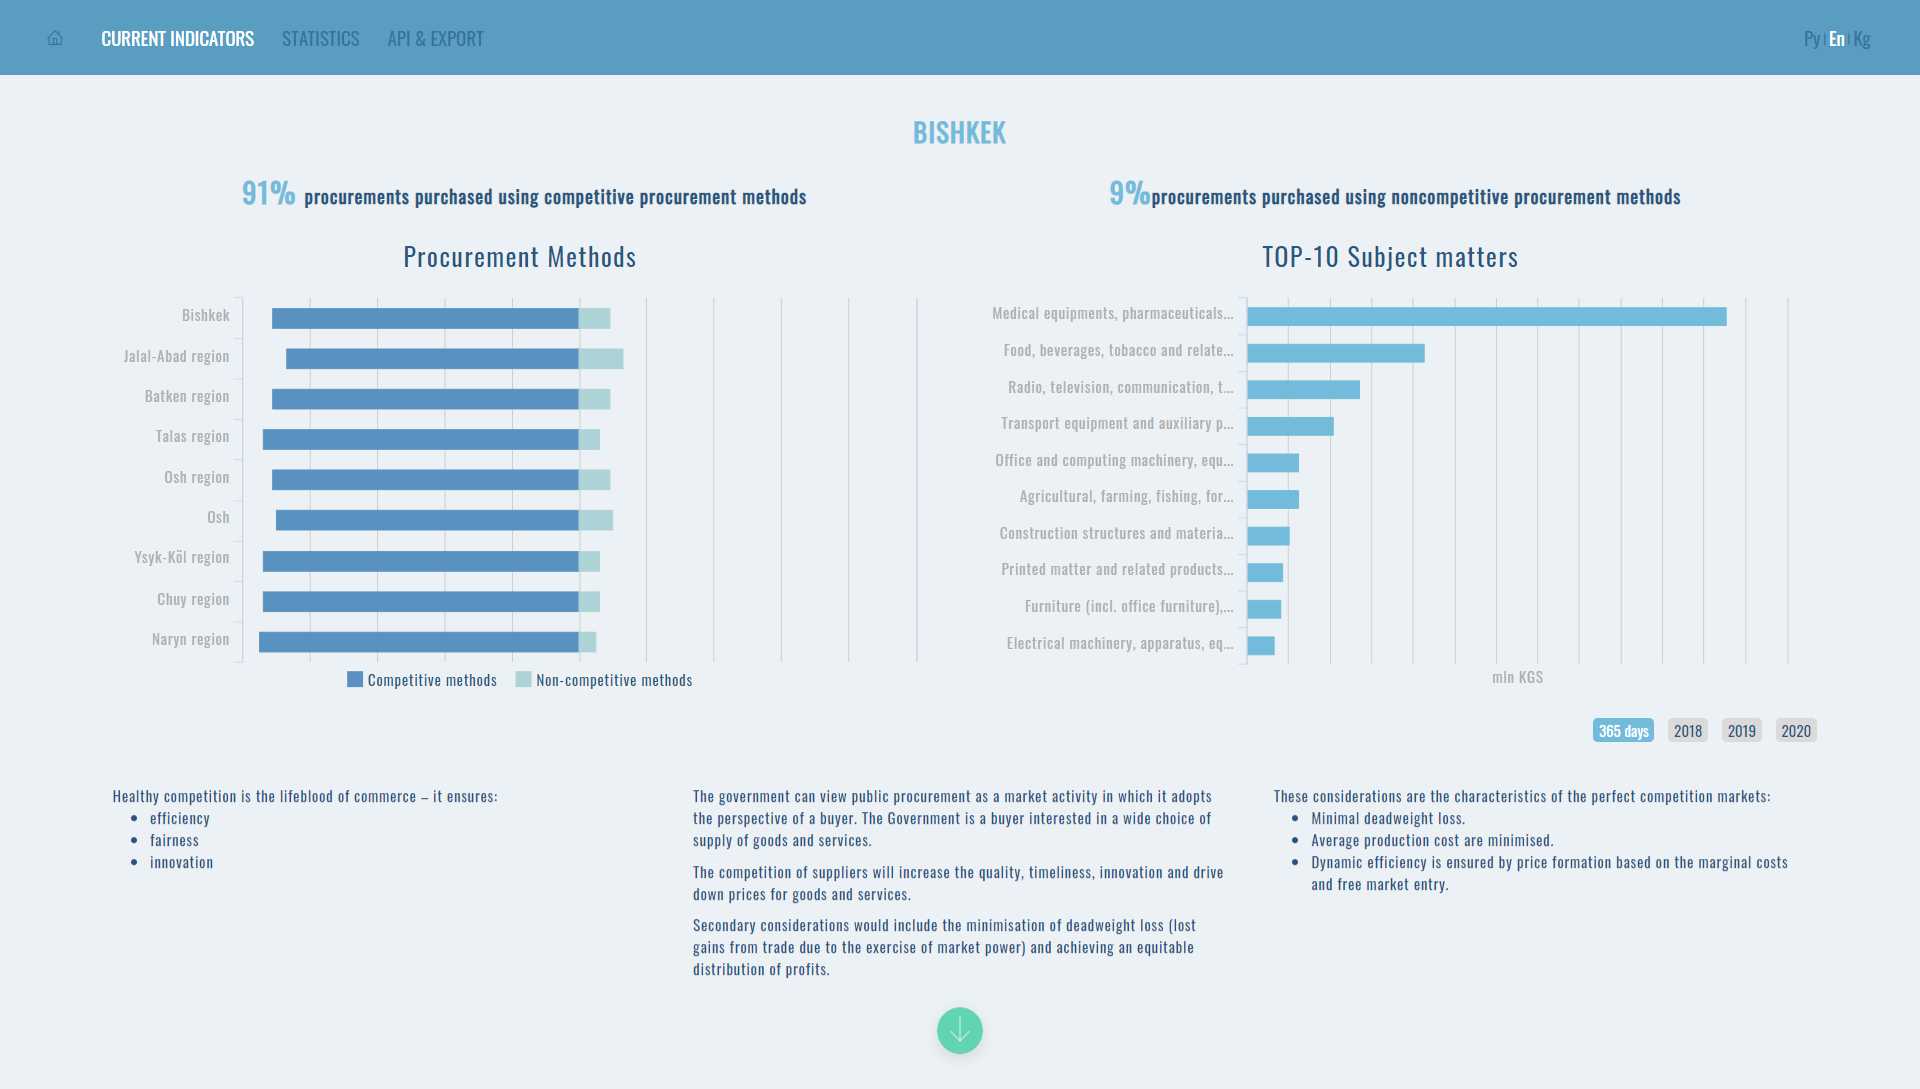 CURRENT INDICATORS
STATISTICS
API & EXPORT
Ру | En | Kg
BISHKEK
91% procurements purchased using competitive procurement methods
9%procurements purchased using noncompetitive procurement methods
Procurement Methods
Bishkek
Jalal-Abad region
Batken region
Talas region
Osh region
Osh
Ysyk-Köl region
Chuy region
Naryn region
Competitive methods
Non-competitive methods
TOP-10 Subject matters
Medical equipments, pharmaceuticals...
Food, beverages, tobacco and relate...
Radio, television, communication, t...
Transport equipment and auxiliary p...
Office and computing machinery, equ...
Agricultural, farming, fishing, for...
Construction structures and materia...
Printed matter and related products...
Furniture (incl. office furniture),...
Electrical machinery, apparatus, eq...
mln KGS
365 days
2018
2019
2020
Healthy competition is the lifeblood of commerce – it ensures:
• efficiency
• fairness
• innovation
The government can view public procurement as a market activity in which it adopts
the perspective of a buyer. The Government is a buyer interested in a wide choice of
supply of goods and services.
The competition of suppliers will increase the quality, timeliness, innovation and drive
down prices for goods and services.
Secondary considerations would include the minimisation of deadweight loss (lost
gains from trade due to the exercise of market power) and achieving an equitable
distribution of profits.
These considerations are the characteristics of the perfect competition markets:
• Minimal deadweight loss.
• Average production cost are minimised.
• Dynamic efficiency is ensured by price formation based on the marginal costs
and free market entry.